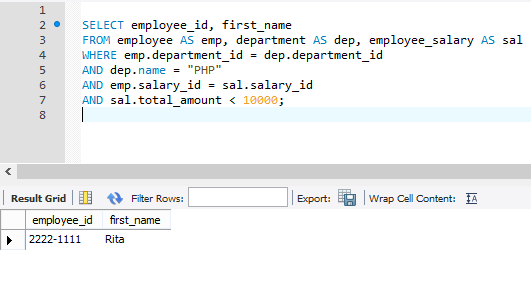 1
2 SELECT employee_id, first_name
3 FROM employee AS emp, department AS dep, employee_salary AS sal
4 WHERE emp.department_id = dep.department_id
5 AND dep.name = "PHP"
6 AND emp.salary_id = sal.salary_id
7 AND sal.total_amount < 10000;
8
Result Grid Filter Rows: Export: Wrap Cell Content:
employee_id first_name
2222-1111 Rita